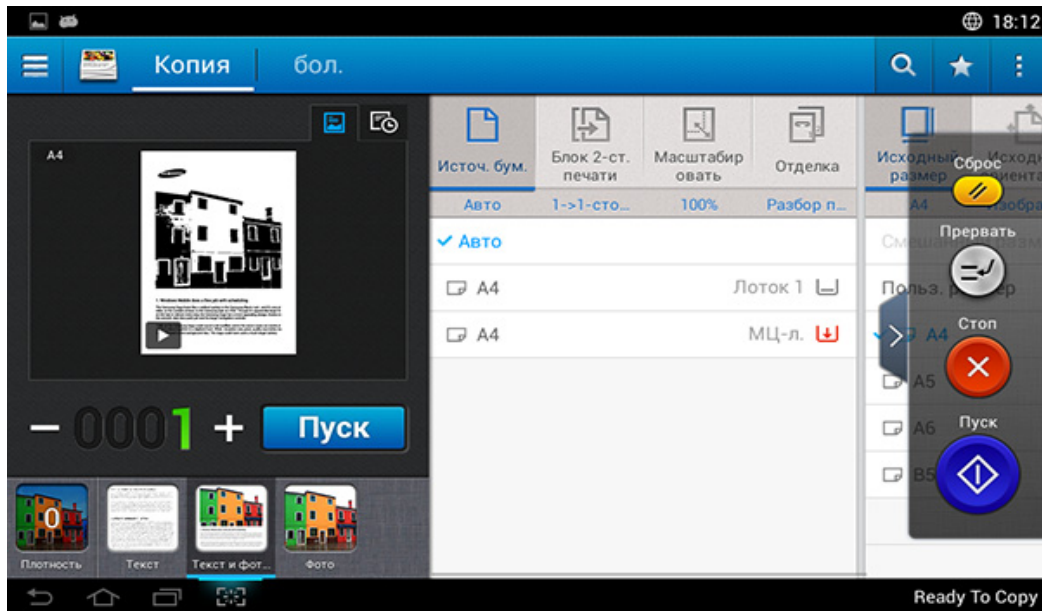 18:12
Копия
бол.
A4
Источ. бум.
Блок 2-ст.
печати
Масштабир
овать
Отделка
Исходный
размер
Авто
1->1-сто...
100%
Разбор п...
A4
Авто
A4
Лоток 1
A4
МЦ-л.
Польз. размер
A4
A5
A6
B5
Сброс
Прервать
Стоп
Пуск
0001
Пуск
0
Плотность
Текст
Текст и фот...
Фото
Ready To Copy